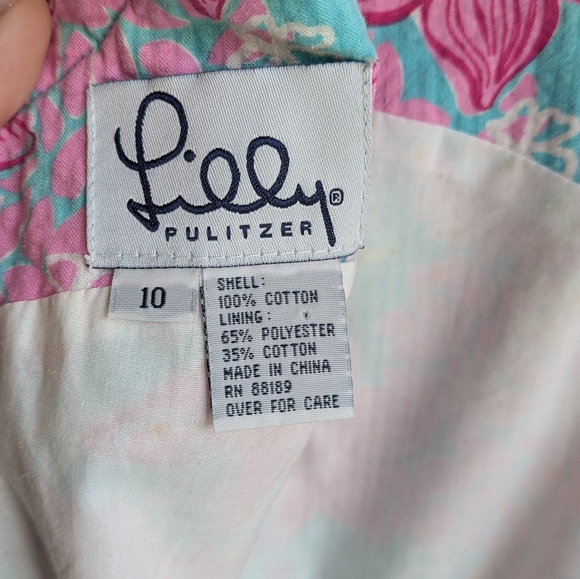 Lilly®
PULITZER
10
SHELL:
100% COTTON
LINING:
65% POLYESTER
35% COTTON
MADE IN CHINA
RN 88189
OVER FOR CARE